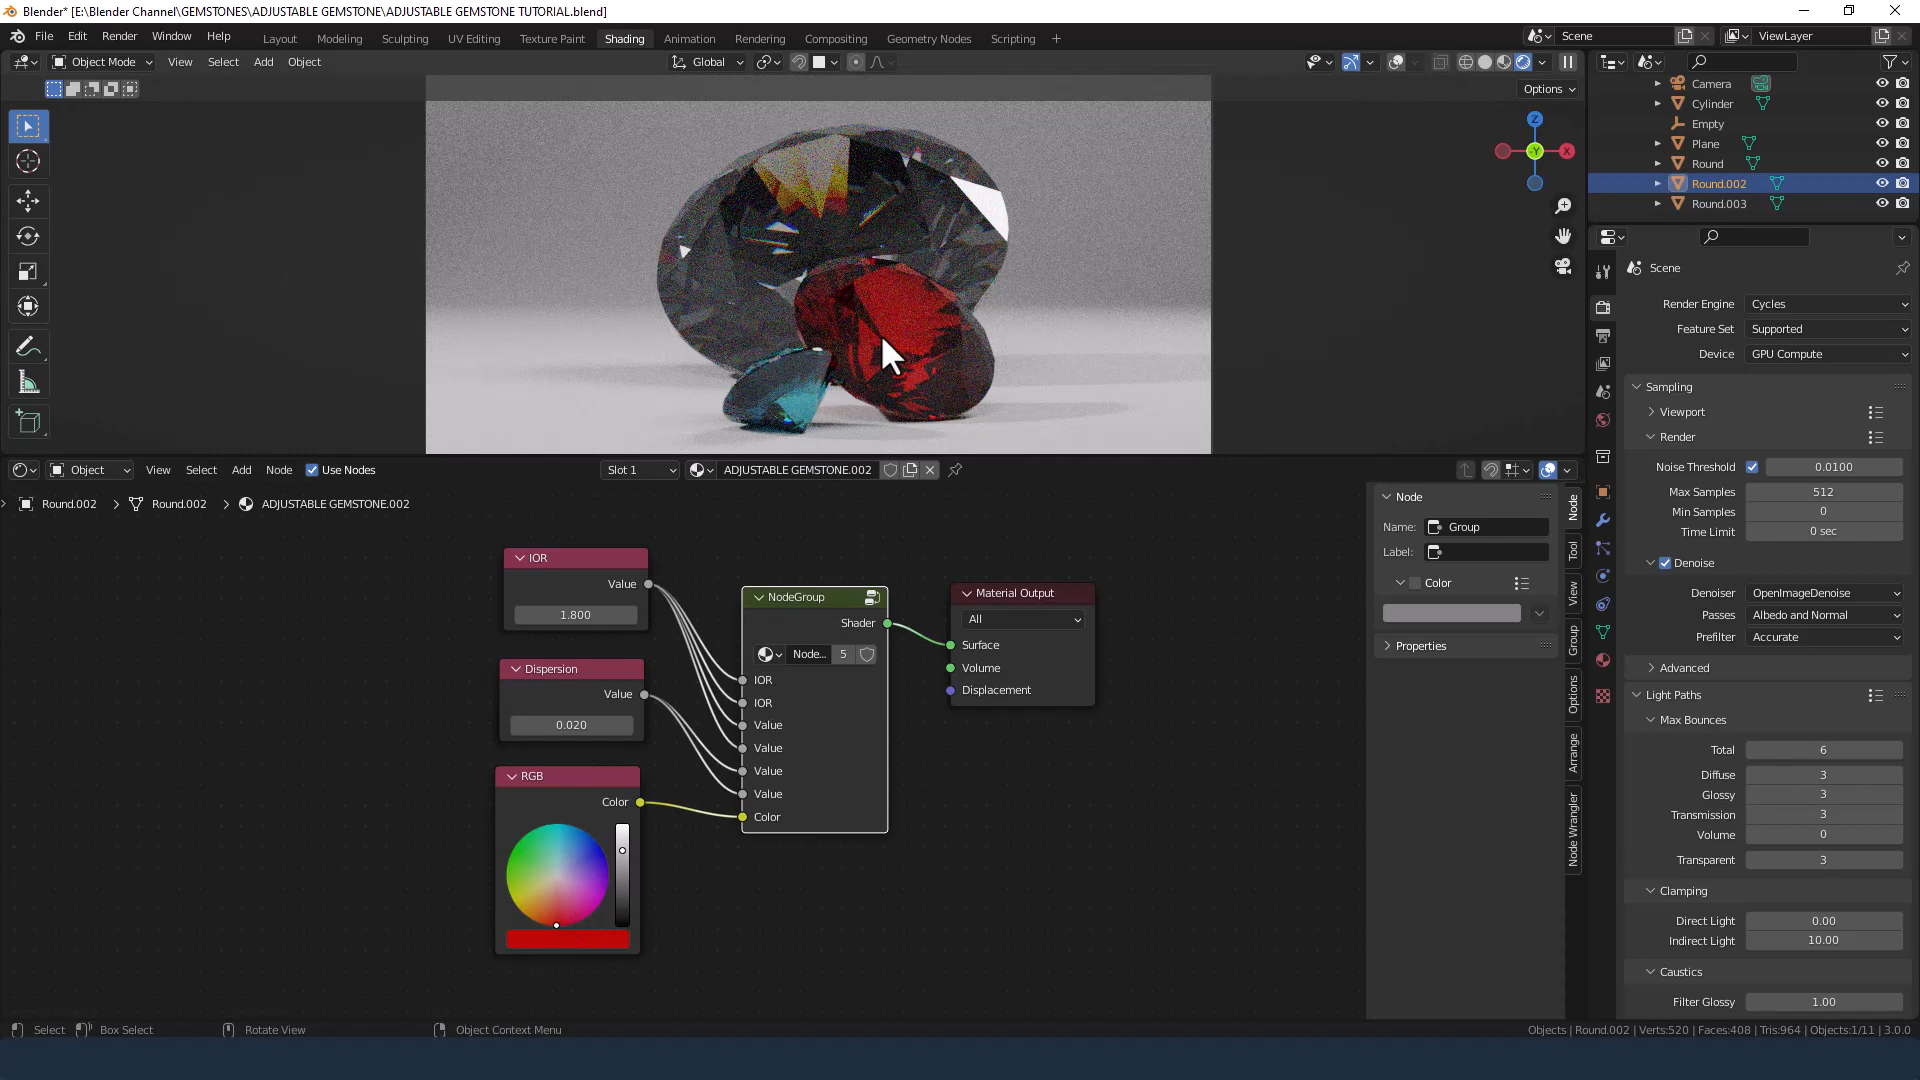 Blender* [E:\Blender Channel\GEMSTONES\ADJUSTABLE GEMSTONE\ADJUSTABLE GEMSTONE TUTORIAL.blend]
File Edit Render Window Help Layout Modeling Sculpting UV Editing Texture Paint Shading Animation Rendering Compositing Geometry Nodes Scripting + Scene ViewLayer
Object Mode View Select Add Object Global
Options
Z
-Y X
Camera
Cylinder
Empty
Plane
Round
Round.002
Round.003
Scene
Render Engine Cycles
Feature Set Supported
Device GPU Compute
Sampling
Viewport
Render
Noise Threshold 0.0100
Max Samples 512
Min Samples 0
Time Limit 0 sec
Denoise
Denoiser OpenImageDenoise
Passes Albedo and Normal
Prefilter Accurate
Advanced
Light Paths
Max Bounces
Total 6
Diffuse 3
Glossy 3
Transmission 3
Volume 0
Transparent 3
Clamping
Direct Light 0.00
Indirect Light 10.00
Caustics
Filter Glossy 1.00
Object View Select Add Node Use Nodes Slot 1 ADJUSTABLE GEMSTONE.002
Round.002 > Round.002 > ADJUSTABLE GEMSTONE.002
IOR
Value
1.800
Dispersion
Value
0.020
RGB
Color
NodeGroup
Shader
Node... 5
IOR
IOR
Value
Value
Value
Value
Color
Material Output
All
Surface
Volume
Displacement
Node
Name: Group
Label:
Color
Properties
Node
Tool
View
Group
Options
Arrange
Node Wrangler
Select Box Select Rotate View Object Context Menu
Objects | Round.002 | Verts:520 | Faces:408 | Tris:964 | Objects:1/11 | 3.0.0